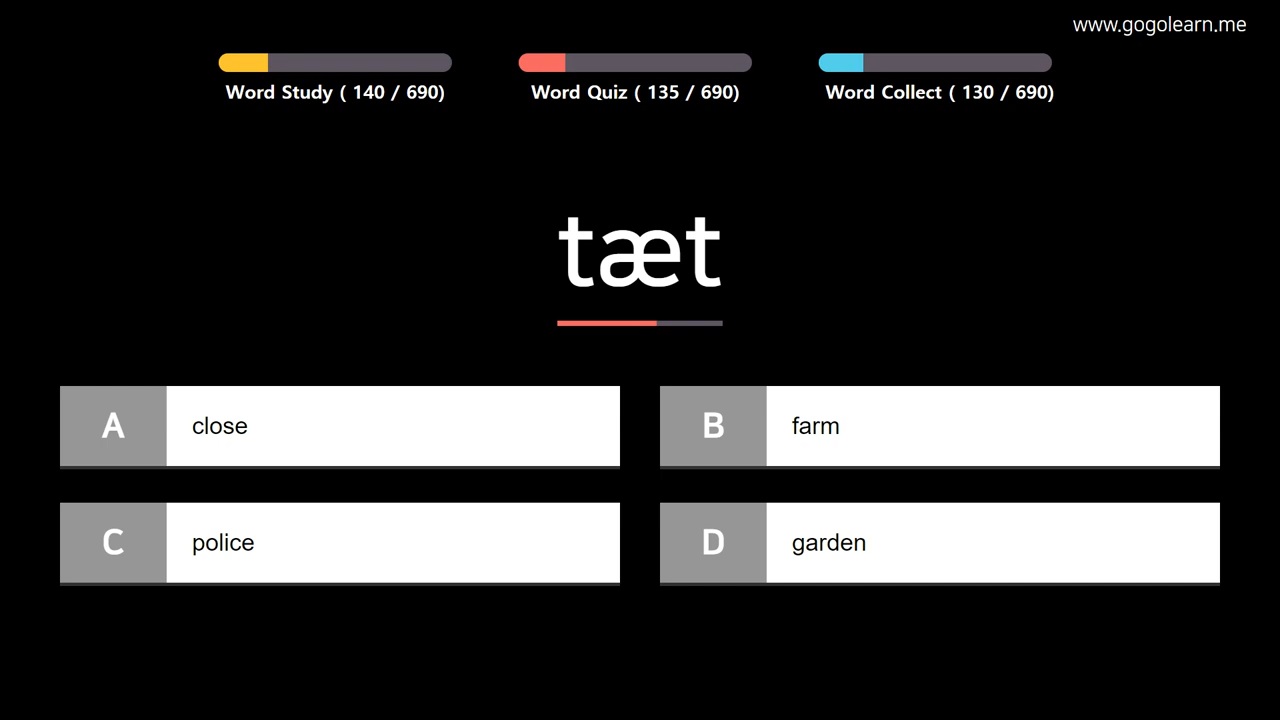 www.gogolearn.me
Word Study ( 140 / 690)
Word Quiz ( 135 / 690)
Word Collect ( 130 / 690)
tæt
A close
B farm
C police
D garden